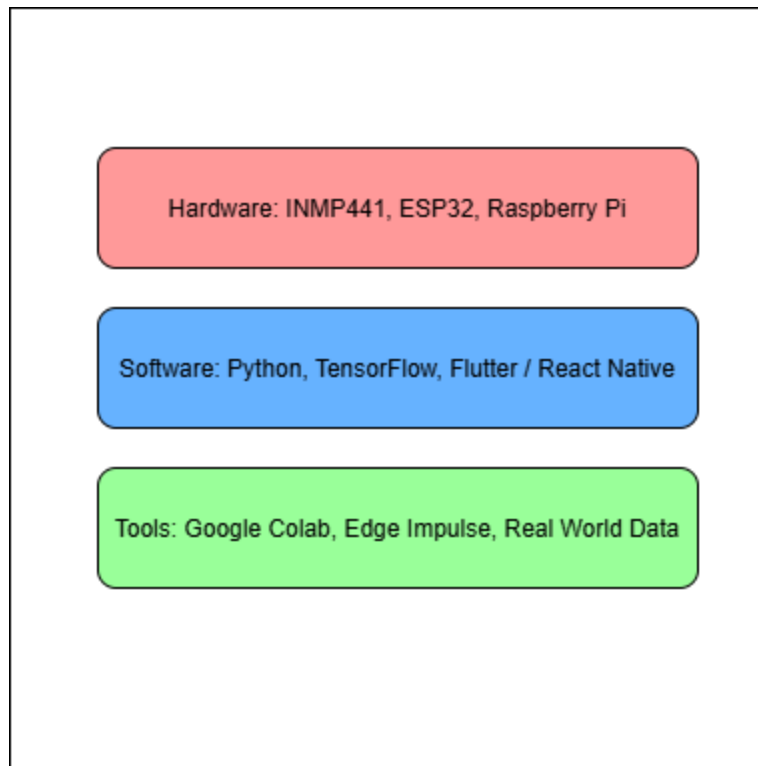 Hardware: INMP441, ESP32, Raspberry Pi
Software: Python, TensorFlow, Flutter / React Native
Tools: Google Colab, Edge Impulse, Real World Data